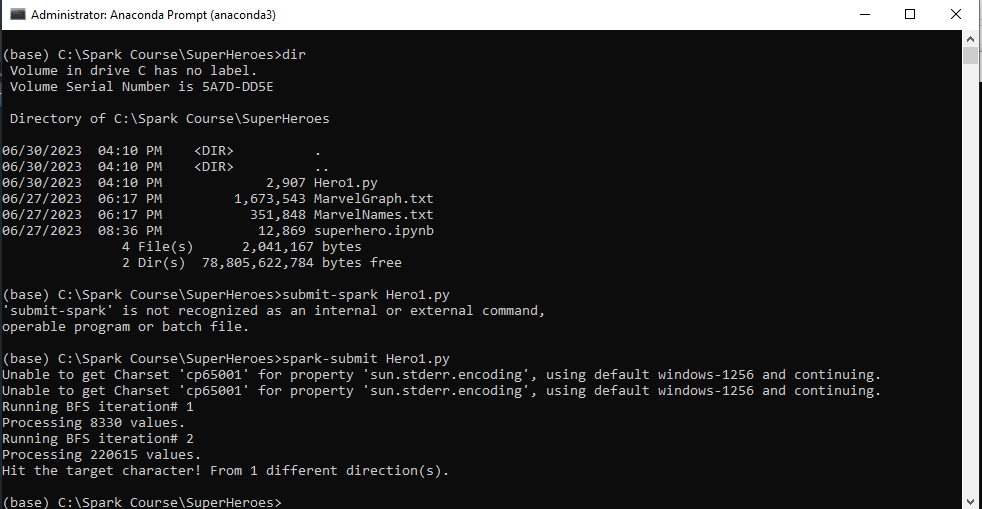 Administrator: Anaconda Prompt (anaconda3)
(base) C:\Spark Course\SuperHeroes>dir
 Volume in drive C has no label.
 Volume Serial Number is 5A7D-DD5E
 Directory of C:\Spark Course\SuperHeroes
06/30/2023  04:10 PM    <DIR>          .
06/30/2023  04:10 PM    <DIR>          ..
06/30/2023  04:10 PM             2,907 Hero1.py
06/27/2023  06:17 PM         1,673,543 MarvelGraph.txt
06/27/2023  06:17 PM           351,848 MarvelNames.txt
06/27/2023  08:36 PM            12,869 superhero.ipynb
               4 File(s)      2,041,167 bytes
               2 Dir(s)  78,805,622,784 bytes free
(base) C:\Spark Course\SuperHeroes>submit-spark Hero1.py
'submit-spark' is not recognized as an internal or external command,
operable program or batch file.
(base) C:\Spark Course\SuperHeroes>spark-submit Hero1.py
Unable to get Charset 'cp65001' for property 'sun.stderr.encoding', using default windows-1256 and continuing.
Unable to get Charset 'cp65001' for property 'sun.stderr.encoding', using default windows-1256 and continuing.
Running BFS iteration# 1
Processing 8330 values.
Running BFS iteration# 2
Processing 220615 values.
Hit the target character! From 1 different direction(s).
(base) C:\Spark Course\SuperHeroes>